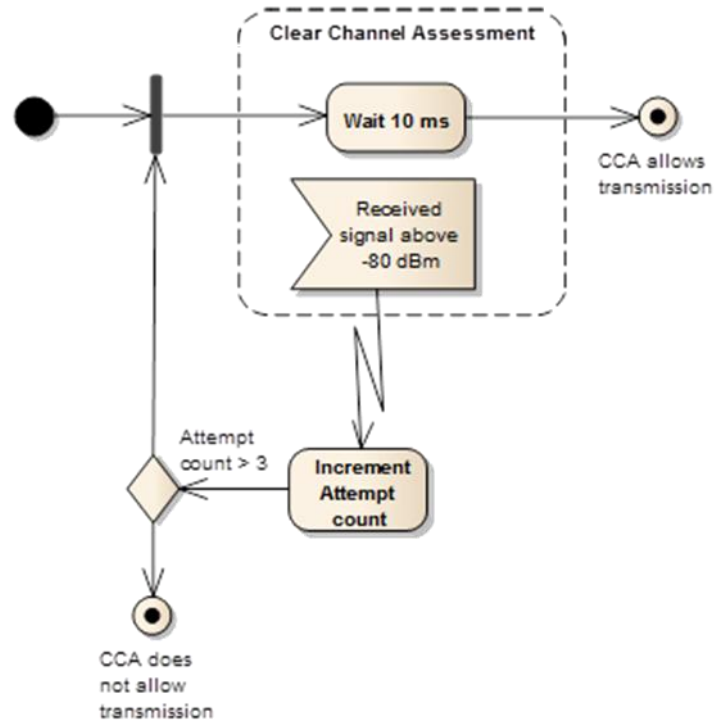 Clear Channel Assessment
Wait 10 ms
CCA allows
transmission
Received
signal above
-80 dBm
Attempt
count > 3
Increment
Attempt
count
CCA does
not allow
transmission